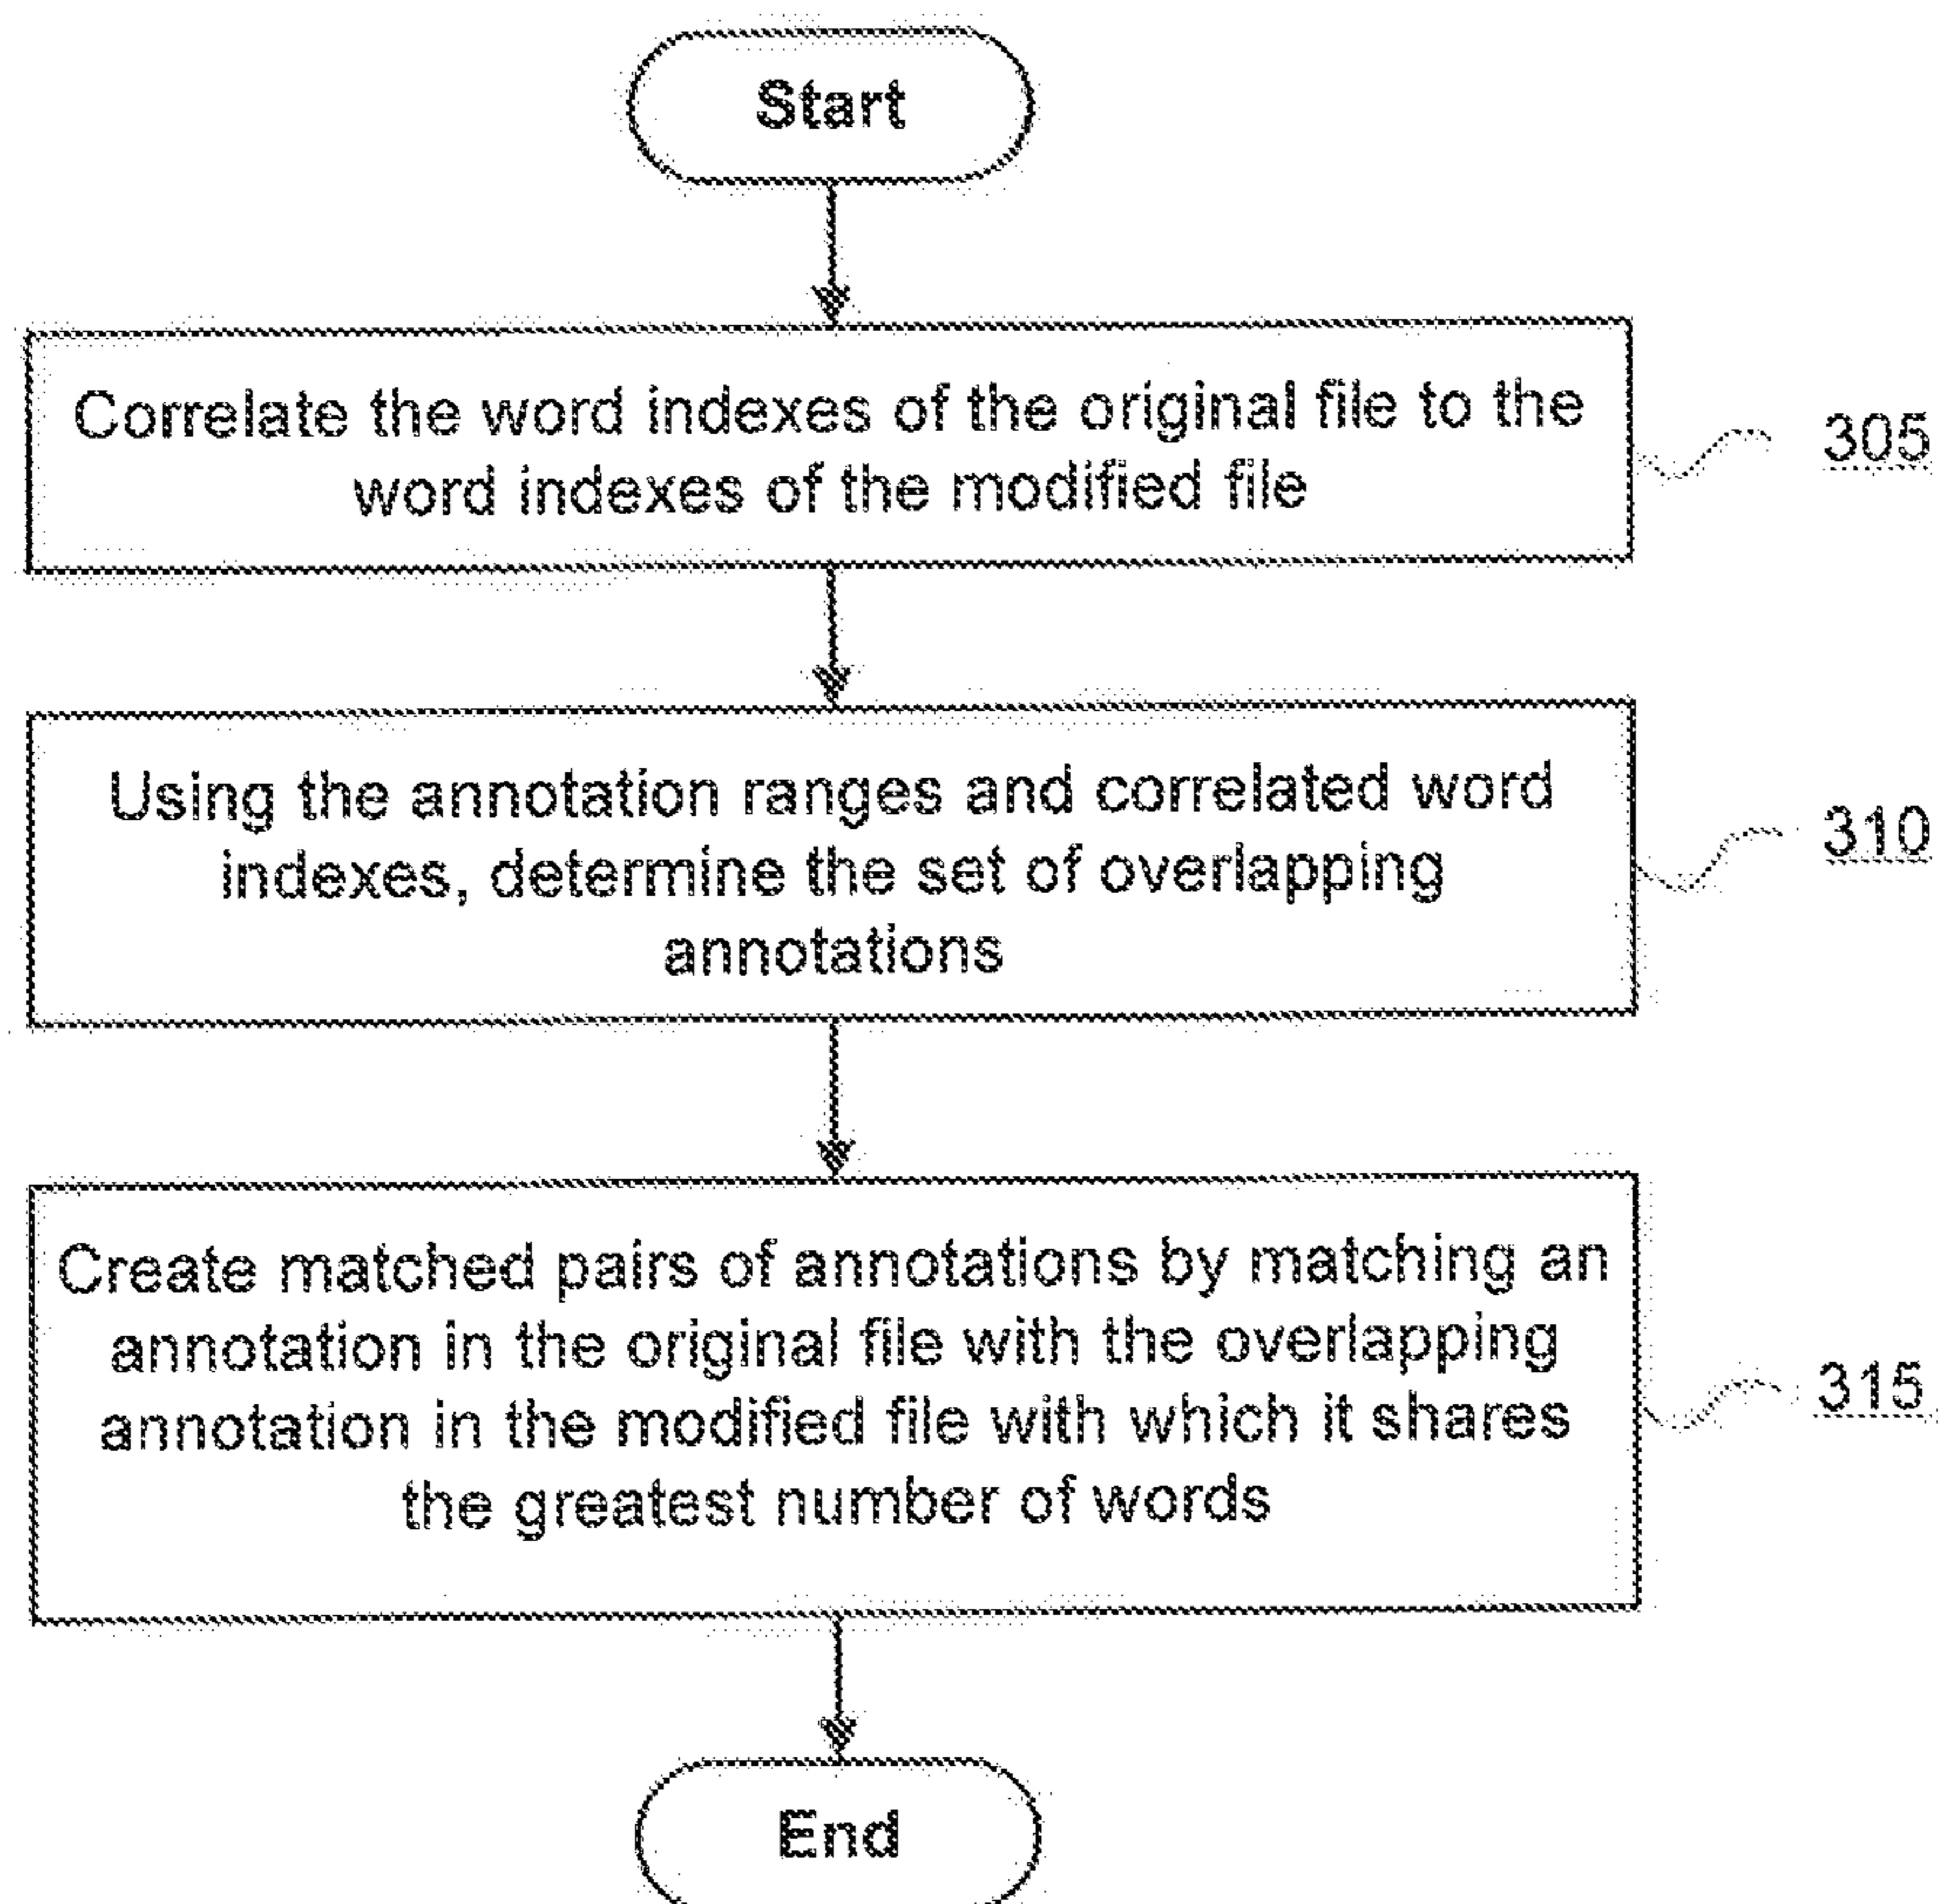 Start
Correlate the word indexes of the original file to the
word indexes of the modified file
305
Using the annotation ranges and correlated word
indexes, determine the set of overlapping
annotations
310
Create matched pairs of annotations by matching an
annotation in the original file with the overlapping
annotation in the modified file with which it shares
the greatest number of words
315
End